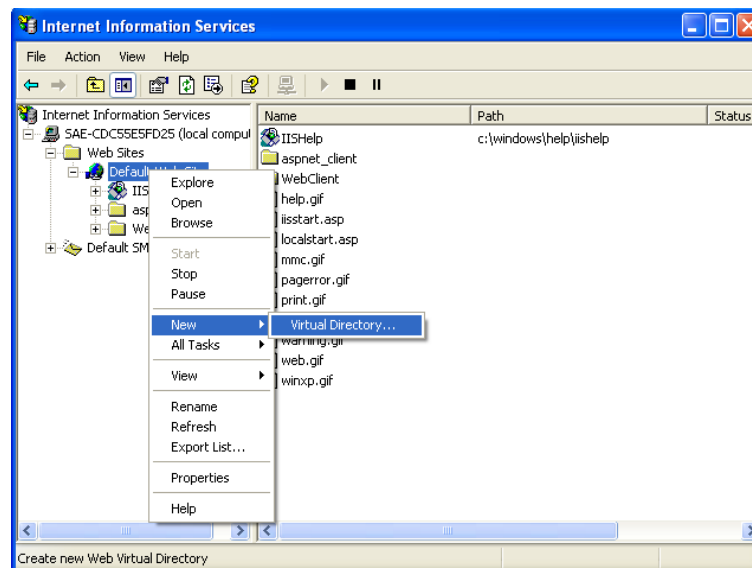 Internet Information Services
File Action View Help
Internet Information Services
SAE-CDC55E5FD25 (local compu
Web Sites
Default
IIS
asp
We
Default SM
Name Path Status
IISHelp c:\windows\help\iishelp
aspnet_client
WebClient
help.gif
iisstart.asp
localstart.asp
mmc.gif
pagerror.gif
print.gif
warning.gif
web.gif
winxp.gif
Explore
Open
Browse
Start
Stop
Pause
New
Virtual Directory...
All Tasks
View
Rename
Refresh
Export List...
Properties
Help
Create new Web Virtual Directory